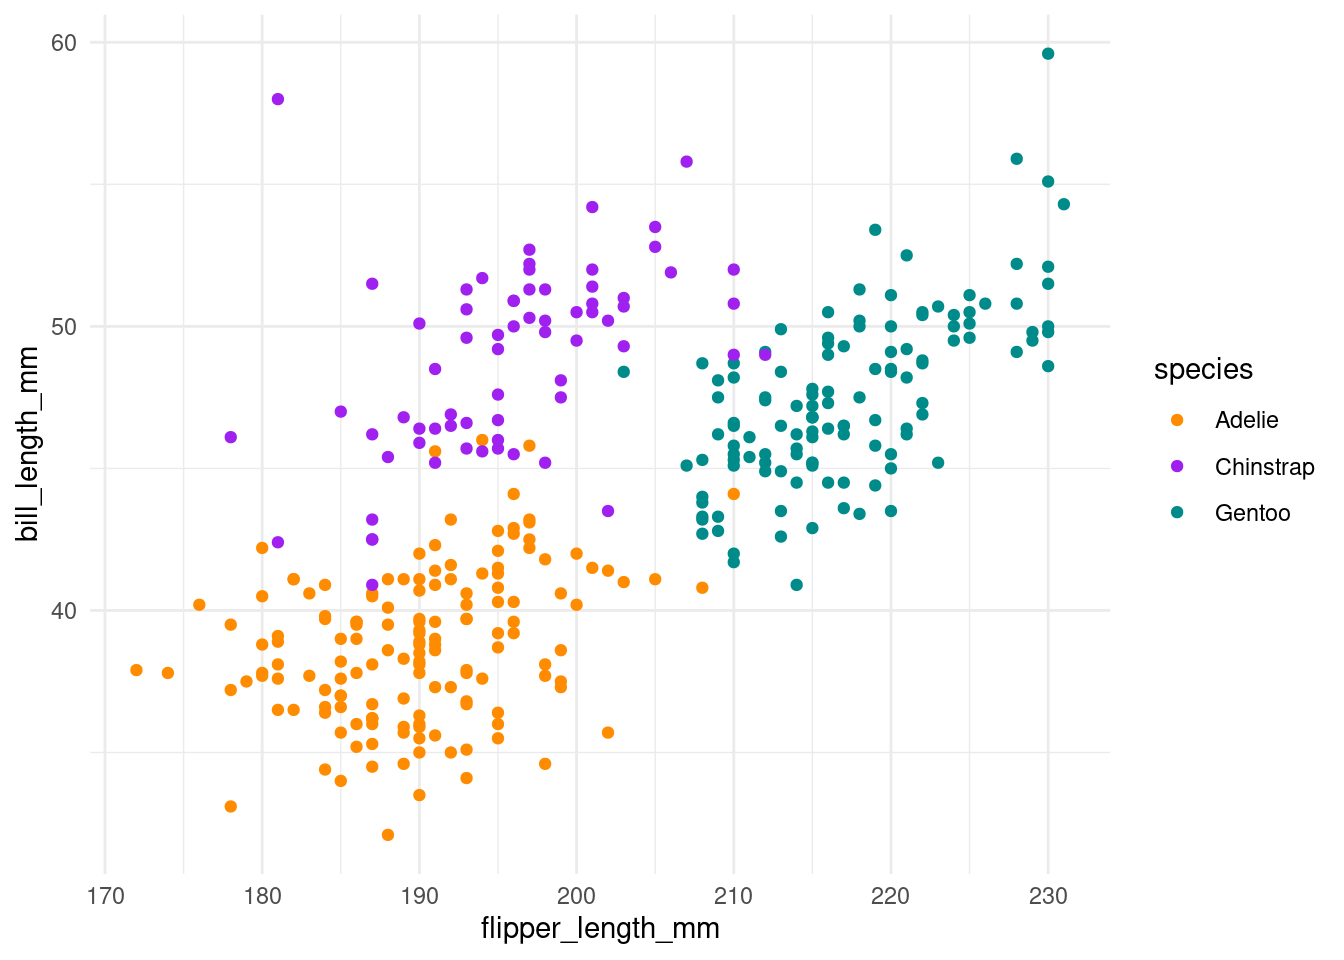 60
50
40
bill_length_mm
170 180 190 200 210 220 230
flipper_length_mm
species
Adelie
Chinstrap
Gentoo